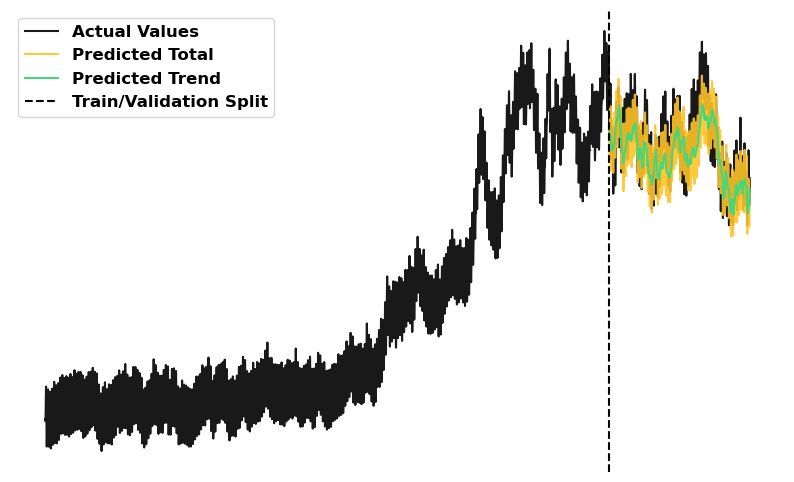 Actual Values
Predicted Total
Predicted Trend
Train/Validation Split